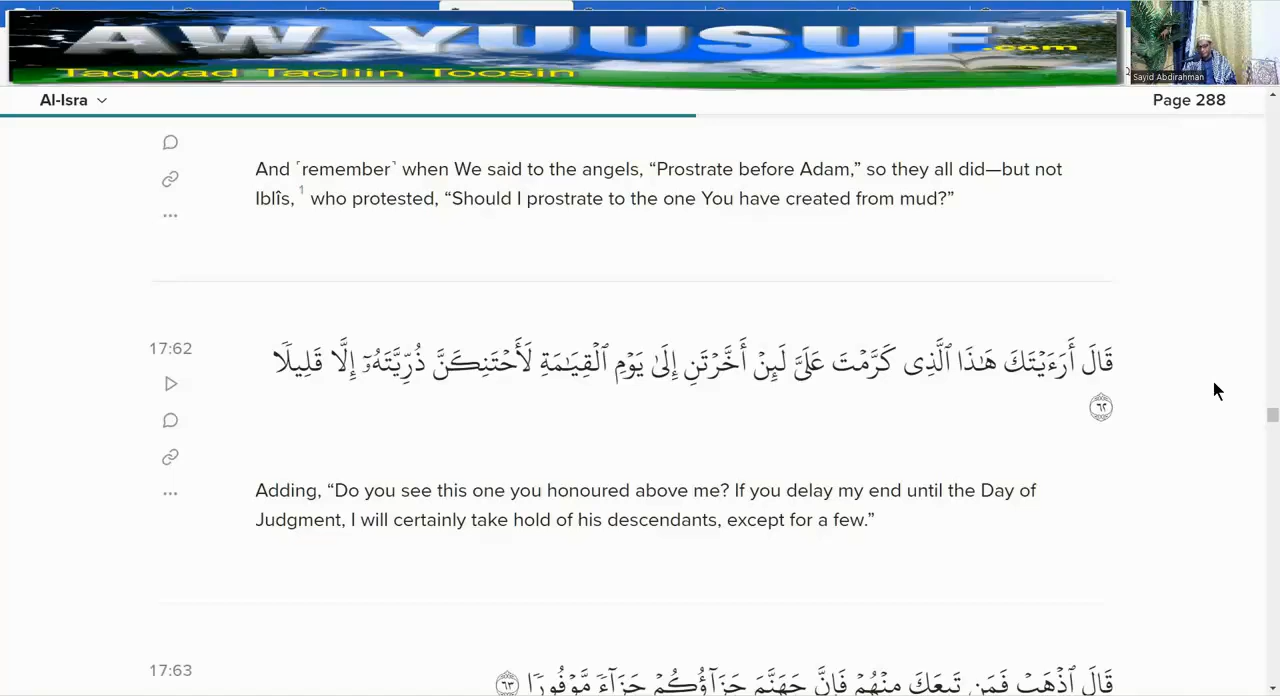 AW YUUSUF.com
Taqwad Tacliin Toosin
Sayid Abdirahman
Al-Isra
Page 288
And ˹remember˺ when We said to the angels, “Prostrate before Adam,” so they all did—but not
Iblîs, 1 who protested, “Should I prostrate to the one You have created from mud?”
17:62
قَالَ أَرَءَيْتَكَ هَـٰذَا ٱلَّذِى كَرَّمْتَ عَلَىَّ لَئِنْ أَخَّرْتَنِ إِلَىٰ يَوْمِ ٱلْقِيَـٰمَةِ لَأَحْتَنِكَنَّ ذُرِّيَّتَهُۥٓ إِلَّا قَلِيلًا
٦٢
Adding, “Do you see this one you honoured above me? If you delay my end until the Day of
Judgment, I will certainly take hold of his descendants, except for a few.”
17:63
قَالَ ٱذْهَبْ فَمَن تَبِعَكَ مِنْهُمْ فَإِنَّ جَهَنَّمَ جَزَآؤُكُمْ جَزَآءً مَّوْفُورًا ٦٣